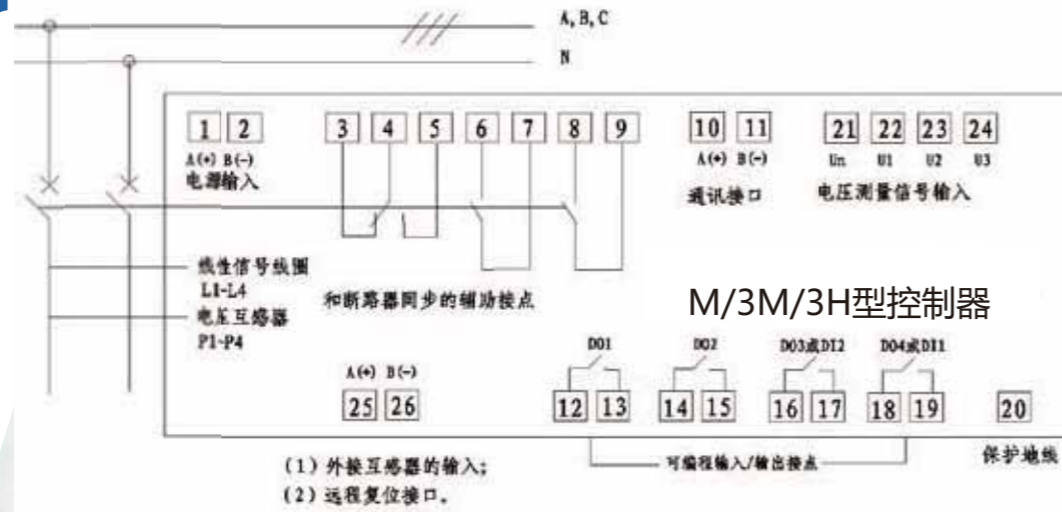 A, B, C
N
1 2 3 4 5 6 7 8 9 10 11 21 22 23 24
A(+) B(-) A(+) B(-) Un U1 U2 U3
电源输入 通讯接口 电压测量信号输入
线性信号线圈
L1-L4
和断路器同步的辅助接点
M/3M/3H型控制器
电压互感器
P1-P4
DO1 DO2 DO3或DI2 DO4或DI1
A(+) B(-)
25 26 12 13 14 15 16 17 18 19 20
可编程输入/输出接点 保护地线
(1) 外接互感器的输入;
(2) 远程复位接口。